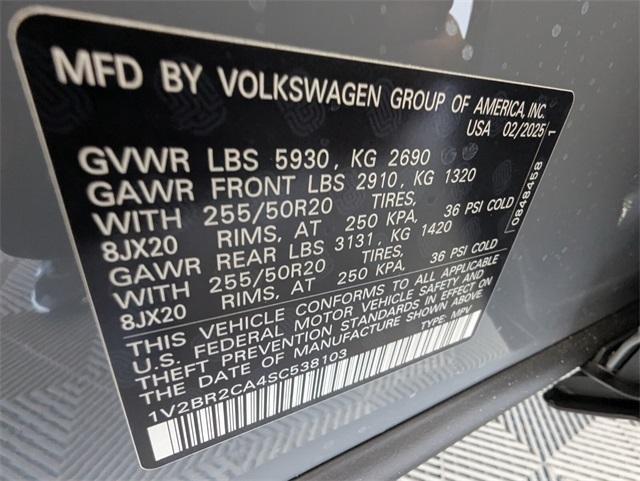 MFD BY VOLKSWAGEN GROUP OF AMERICA, INC.
USA 02/2025
1
GVWR LBS 5930, KG 2690
GAWR FRONT LBS 2910, KG 1320
WITH 255/50R20 TIRES,
8JX20 RIMS, AT 250 KPA, 36 PSI COLD
GAWR REAR LBS 3131, KG 1420
WITH 255/50R20 TIRES,
8JX20 RIMS, AT 250 KPA, 36 PSI COLD
THIS VEHICLE CONFORMS TO ALL APPLICABLE
U.S. FEDERAL MOTOR VEHICLE SAFETY AND
THEFT PREVENTION STANDARDS IN EFFECT ON
THE DATE OF MANUFACTURE SHOWN ABOVE.
TYPE: MPV
1V2BR2CA4SC538103
0848458